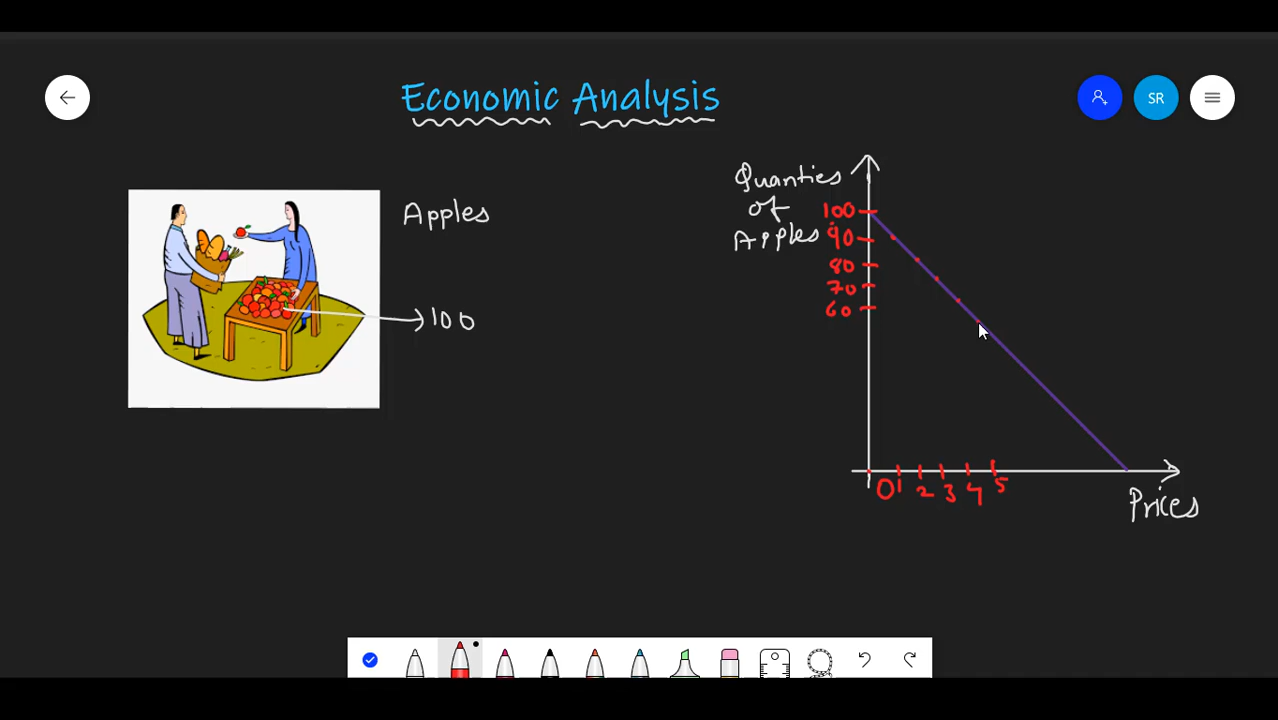 Economic Analysis
SR
Apples
100
Quanties
of
Apples
100
90
80
70
60
0 1 2 3 4 5
Prices